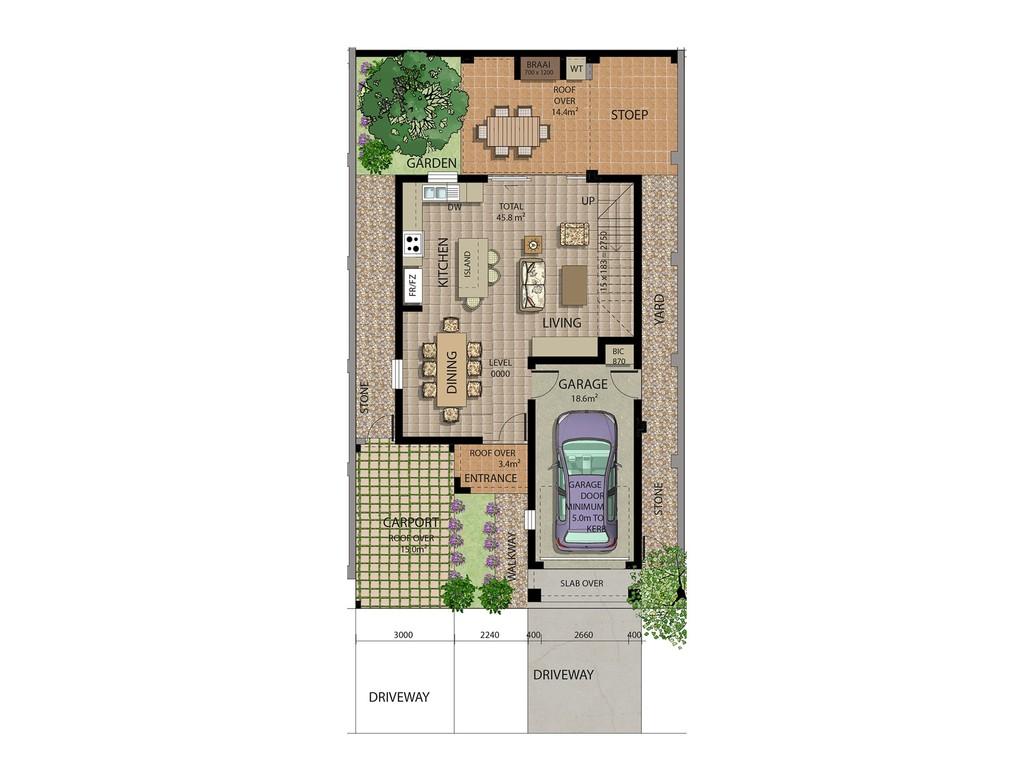 BRAAI
700 x 1200
WT
ROOF
OVER
14.4m²
STOEP
GARDEN
DW
TOTAL
45.8 m²
UP
KITCHEN
ISLAND
FR/FZ
15 x 183 = 2750
LIVING
YARD
DINING
LEVEL
0000
BIC
870
GARAGE
18.6m²
STONE
ROOF OVER
3.4m²
ENTRANCE
GARAGE
DOOR
MINIMUM
5.0m TO
KERB
STONE
CARPORT
ROOF OVER
15.0m²
WALKWAY
SLAB OVER
3000
2240
400
2660
400
DRIVEWAY
DRIVEWAY